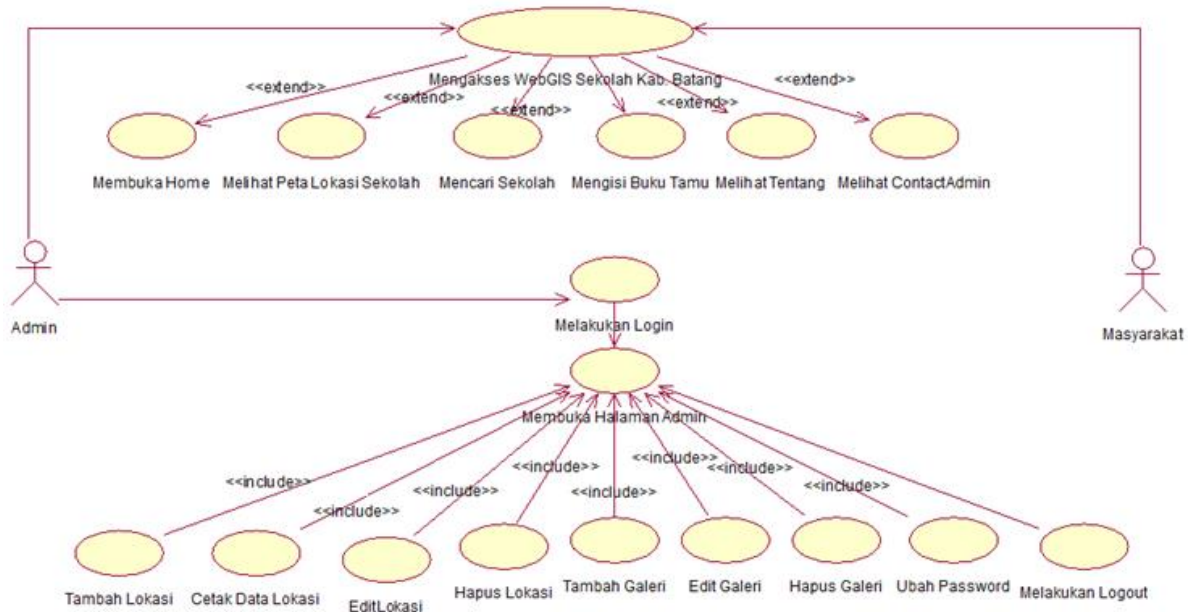 Mengakses WebGIS Sekolah Kab. Batang
<<extend>>
<<extend>>
<<extend>>
<<extend>>
<<extend>>
Membuka Home
Melihat Peta Lokasi Sekolah
Mencari Sekolah
Mengisi Buku Tamu
Melihat Tentang
Melihat ContactAdmin
Admin
Melakukan Login
Masyarakat
Membuka Halaman Admin
<<include>>
<<include>>
<<include>>
<<include>>
<<include>>
<<include>>
<<include>>
<<include>>
Tambah Lokasi
Cetak Data Lokasi
EditLokasi
Hapus Lokasi
Tambah Galeri
Edit Galeri
Hapus Galeri
Ubah Password
Melakukan Logout